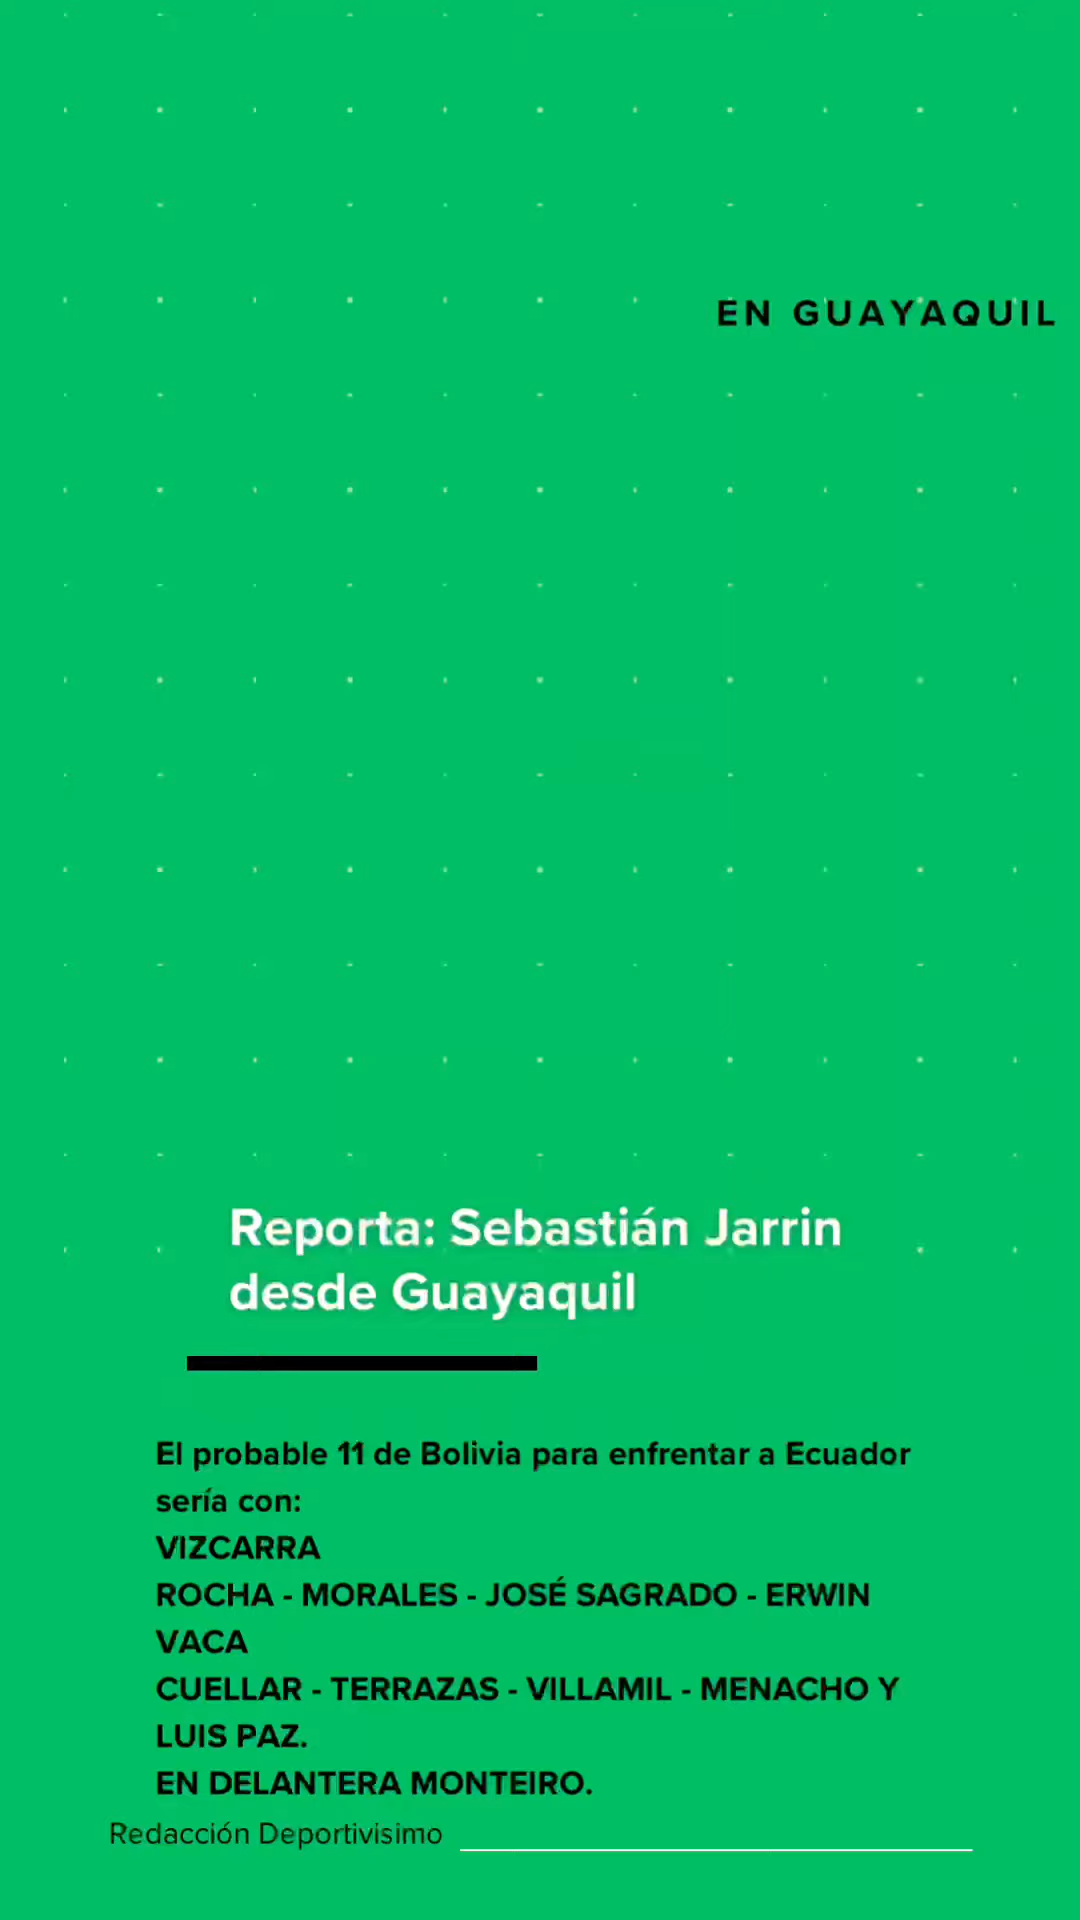 EN GUAYAQUIL
Reporta: Sebastián Jarrin
desde Guayaquil
El probable 11 de Bolivia para enfrentar a Ecuador
sería con:
VIZCARRA
ROCHA - MORALES - JOSÉ SAGRADO - ERWIN
VACA
CUELLAR - TERRAZAS - VILLAMIL - MENACHO Y
LUIS PAZ.
EN DELANTERA MONTEIRO.
Redacción Deportivisimo